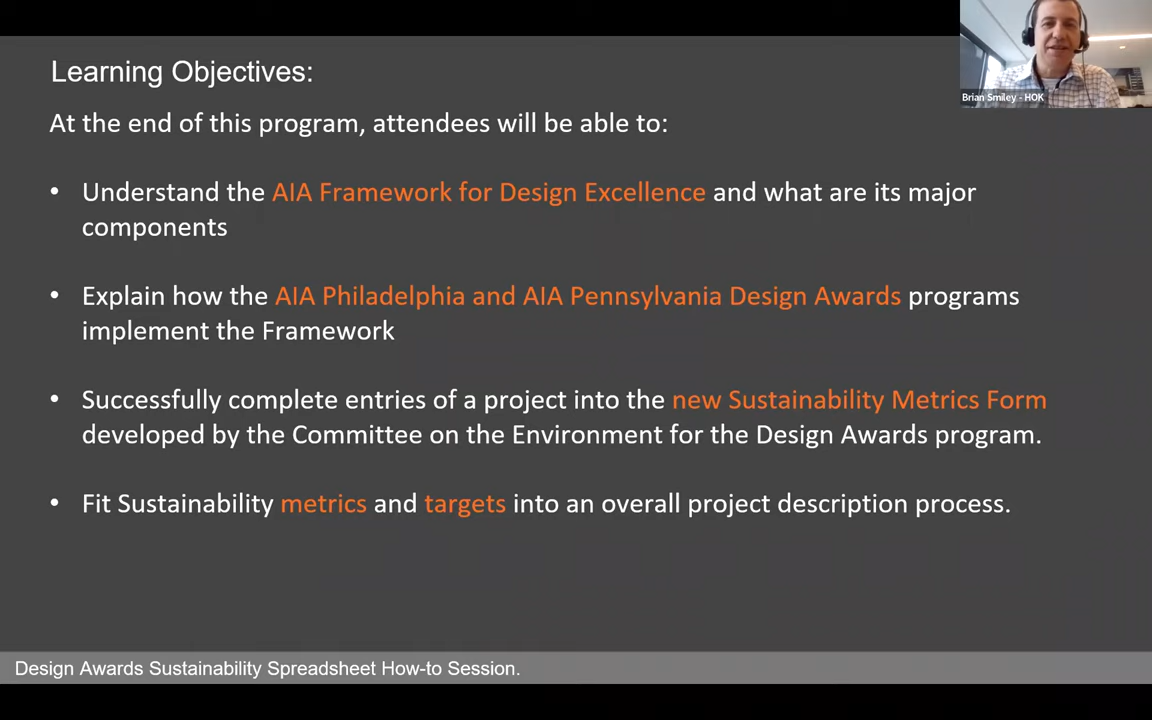 Learning Objectives:
At the end of this program, attendees will be able to:
• Understand the AIA Framework for Design Excellence and what are its major
components
• Explain how the AIA Philadelphia and AIA Pennsylvania Design Awards programs
implement the Framework
• Successfully complete entries of a project into the new Sustainability Metrics Form
developed by the Committee on the Environment for the Design Awards program.
• Fit Sustainability metrics and targets into an overall project description process.
Design Awards Sustainability Spreadsheet How-to Session.
Brian Smiley - HOK